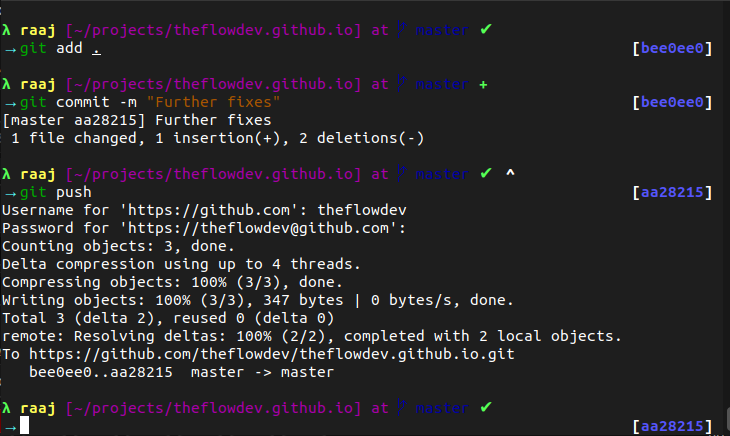 λ raaj [~/projects/theflowdev.github.io] at master ✔
→git add . [bee0ee0]
λ raaj [~/projects/theflowdev.github.io] at master +
→git commit -m "Further fixes" [bee0ee0]
[master aa28215] Further fixes
1 file changed, 1 insertion(+), 2 deletions(-)
λ raaj [~/projects/theflowdev.github.io] at master ✔ ^
→git push [aa28215]
Username for 'https://github.com': theflowdev
Password for 'https://theflowdev@github.com':
Counting objects: 3, done.
Delta compression using up to 4 threads.
Compressing objects: 100% (3/3), done.
Writing objects: 100% (3/3), 347 bytes | 0 bytes/s, done.
Total 3 (delta 2), reused 0 (delta 0)
remote: Resolving deltas: 100% (2/2), completed with 2 local objects.
To https://github.com/theflowdev/theflowdev.github.io.git
bee0ee0..aa28215 master -> master
λ raaj [~/projects/theflowdev.github.io] at master ✔
→ [aa28215]